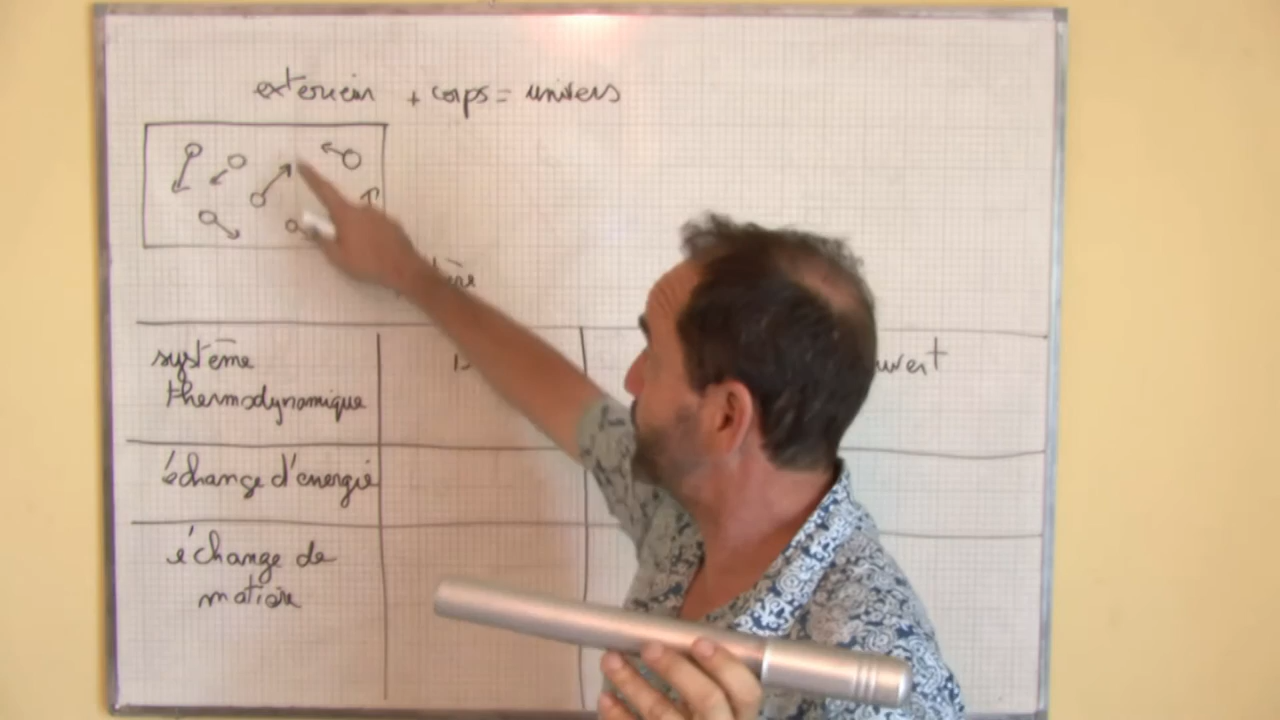 extérieur + corps = univers
système
thermodynamique
échange d'énergie
échange de
matière